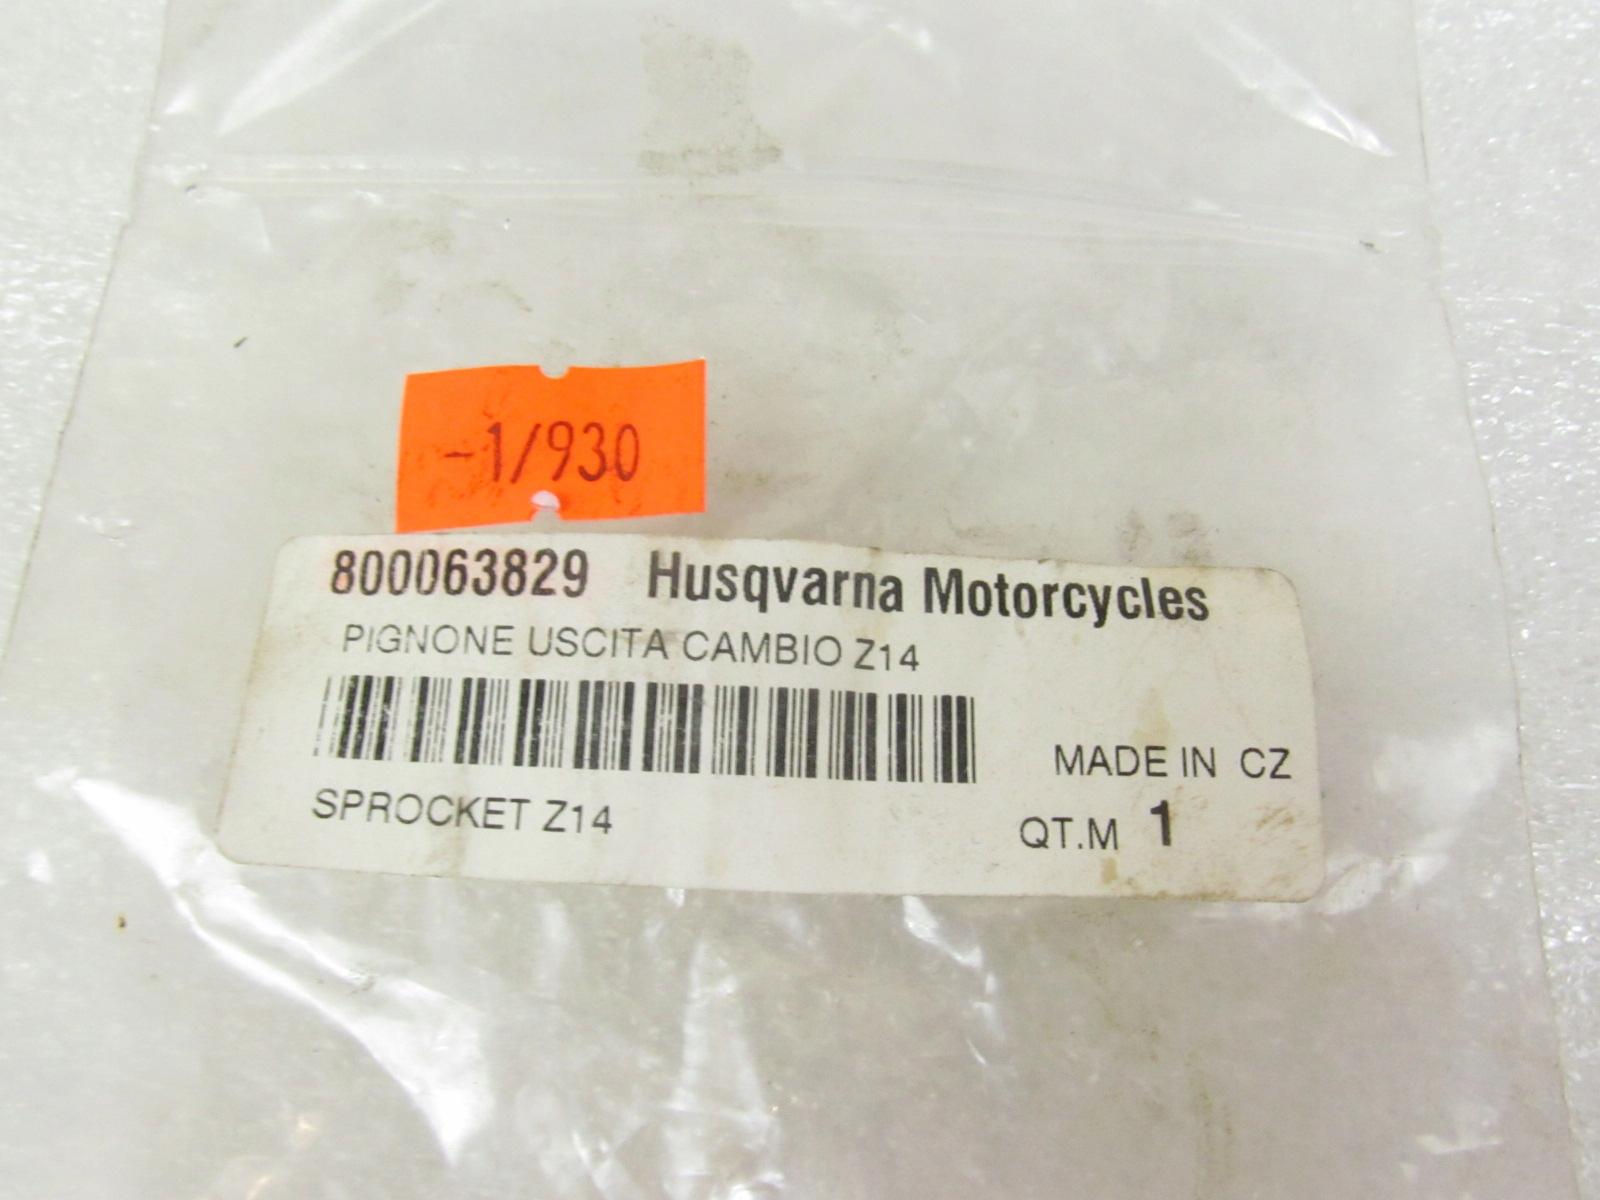 -1/930
800063829 Husqvarna Motorcycles
PIGNONE USCITA CAMBIO Z14
MADE IN CZ
SPROCKET Z14
QT.M 1